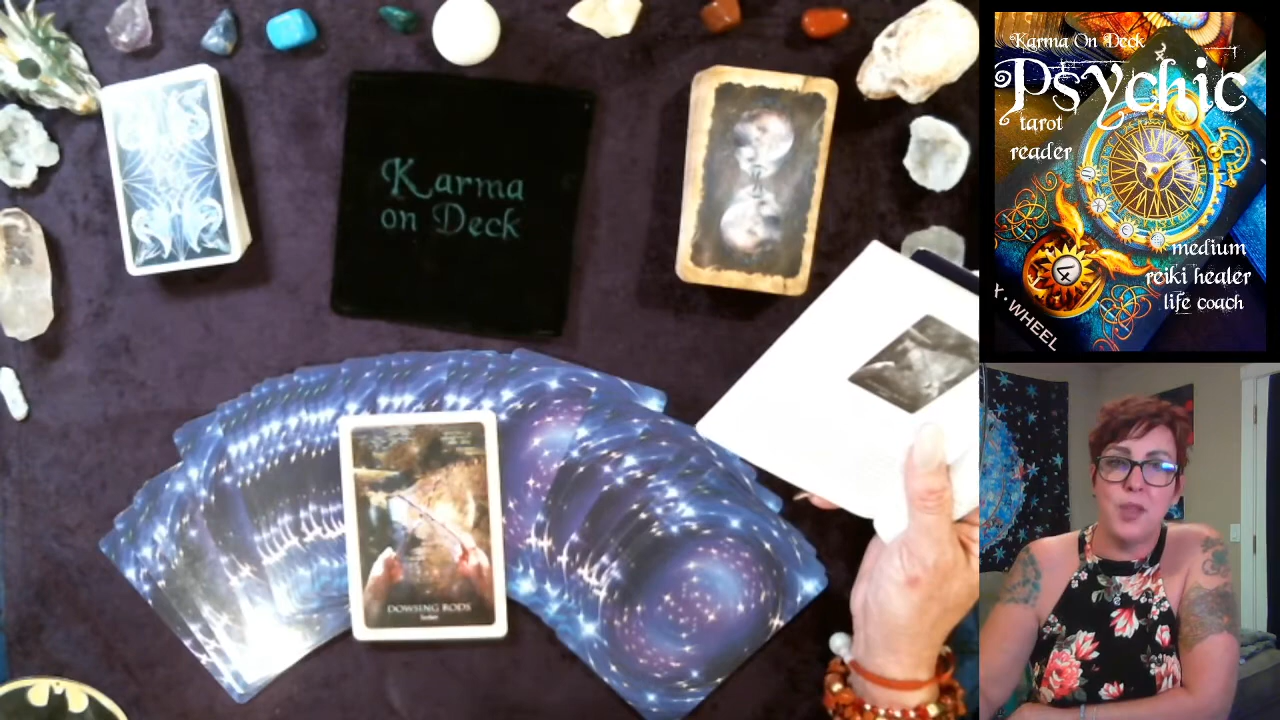 Karma
on Deck
DOWSING RODS
Karma On Deck
Psychic
tarot
reader
medium
reiki healer
life coach
X • WHEEL